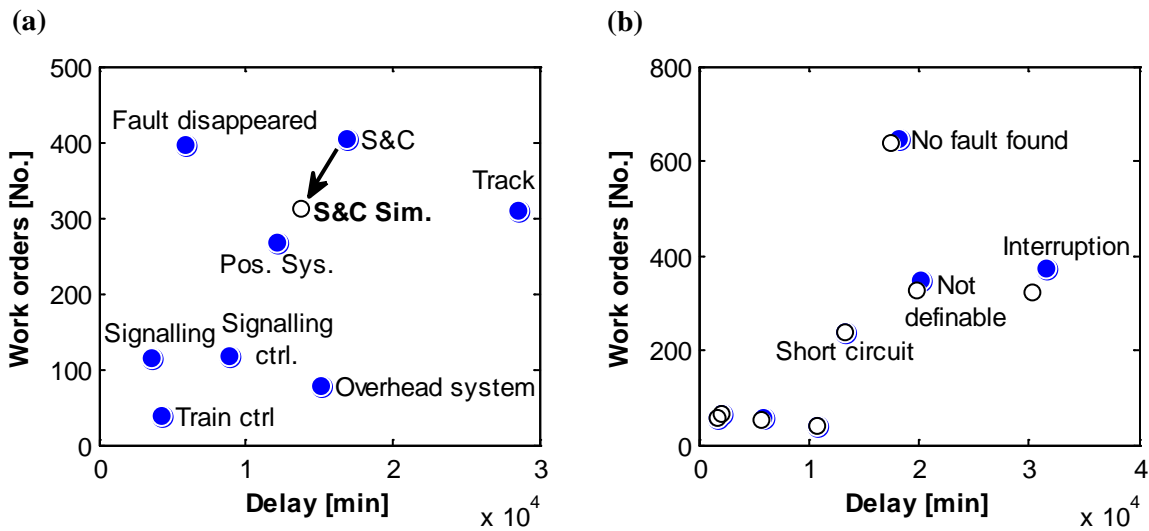 (a)
500
400
300
200
100
0
Work orders [No.]
Fault disappeared
S&C
S&C Sim.
Track
Pos. Sys.
Signalling
Signalling
ctrl.
Overhead system
Train ctrl
0
1
2
3
Delay [min]
x 10^4
(b)
800
600
400
200
0
Work orders [No.]
No fault found
Interruption
Not
definable
Short circuit
0
1
2
3
4
Delay [min]
x 10^4